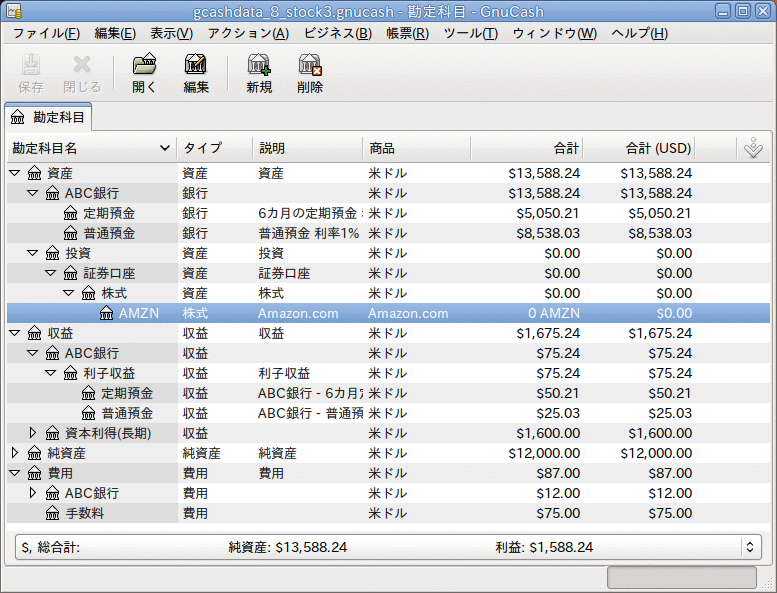 gcashdata_8_stock3.gnucash - 勘定科目 - GnuCash
ファイル(F) 編集(E) 表示(V) アクション(A) ビジネス(B) 帳票(R) ツール(T) ウィンドウ(W) ヘルプ(H)
保存 閉じる 開く 編集 新規 削除
勘定科目
勘定科目名 タイプ 説明 商品 合計 合計 (USD)
資産 資産 資産 米ドル $13,588.24 $13,588.24
ABC銀行 銀行 米ドル $13,588.24 $13,588.24
定期預金 銀行 6カ月の定期預金 米ドル $5,050.21 $5,050.21
普通預金 銀行 普通預金 利率1% 米ドル $8,538.03 $8,538.03
投資 資産 投資 米ドル $0.00 $0.00
証券口座 資産 証券口座 米ドル $0.00 $0.00
株式 資産 株式 米ドル $0.00 $0.00
AMZN 株式 Amazon.com Amazon.com 0 AMZN $0.00
収益 収益 収益 米ドル $1,675.24 $1,675.24
ABC銀行 収益 米ドル $75.24 $75.24
利子収益 収益 利子収益 米ドル $75.24 $75.24
定期預金 収益 ABC銀行 - 6カ月 米ドル $50.21 $50.21
普通預金 収益 ABC銀行 - 普通預 米ドル $25.03 $25.03
資本利得(長期) 収益 米ドル $1,600.00 $1,600.00
純資産 純資産 純資産 米ドル $12,000.00 $12,000.00
費用 費用 費用 米ドル $87.00 $87.00
ABC銀行 費用 米ドル $12.00 $12.00
手数料 費用 米ドル $75.00 $75.00
$, 総合計: 純資産: $13,588.24 利益: $1,588.24